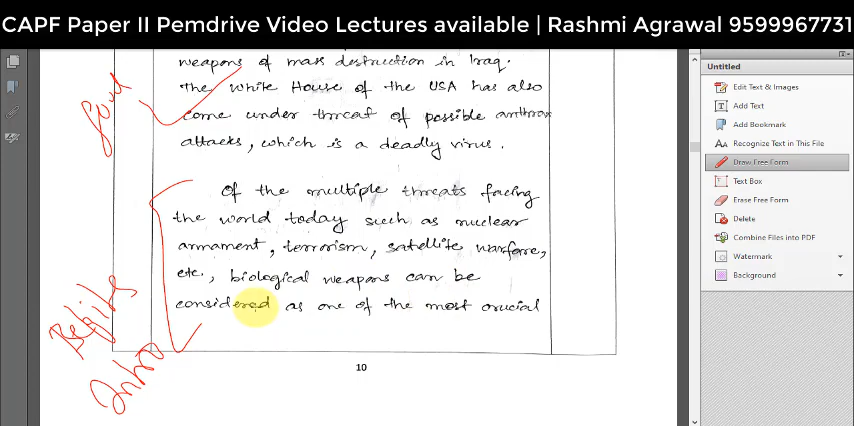 CAPF Paper II Pemdrive Video Lectures available | Rashmi Agrawal 9599967731
weapons of mass destruction in Iraq.
The White House of the USA has also
come under threat of possible anthrax
attacks, which is a deadly virus.
Of the multiple threats facing
the world today such as nuclear
armament, terrorism, satellite warfare,
etc., biological weapons can be
considered as one of the most crucial
10
Intro
Untitled
Edit Text & Images
Add Text
Add Bookmark
Recognize Text in This File
Draw Free Form
Text Box
Erase Free Form
Delete
Combine Files into PDF
Watermark
Background